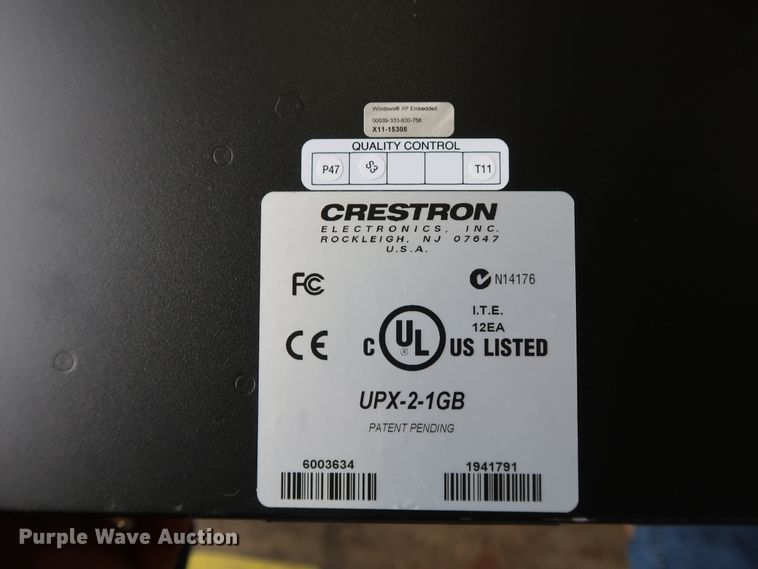 Windows® XP Embedded
00039-333-630-756
X11-15305
QUALITY CONTROL
P47 S3 T11
CRESTRON
ELECTRONICS, INC.
ROCKLEIGH, NJ 07647
U.S.A.
FC
N14176
I.T.E.
12EA
CE
C UL ® US LISTED
UPX-2-1GB
PATENT PENDING
6003634
1941791
Purple Wave Auction